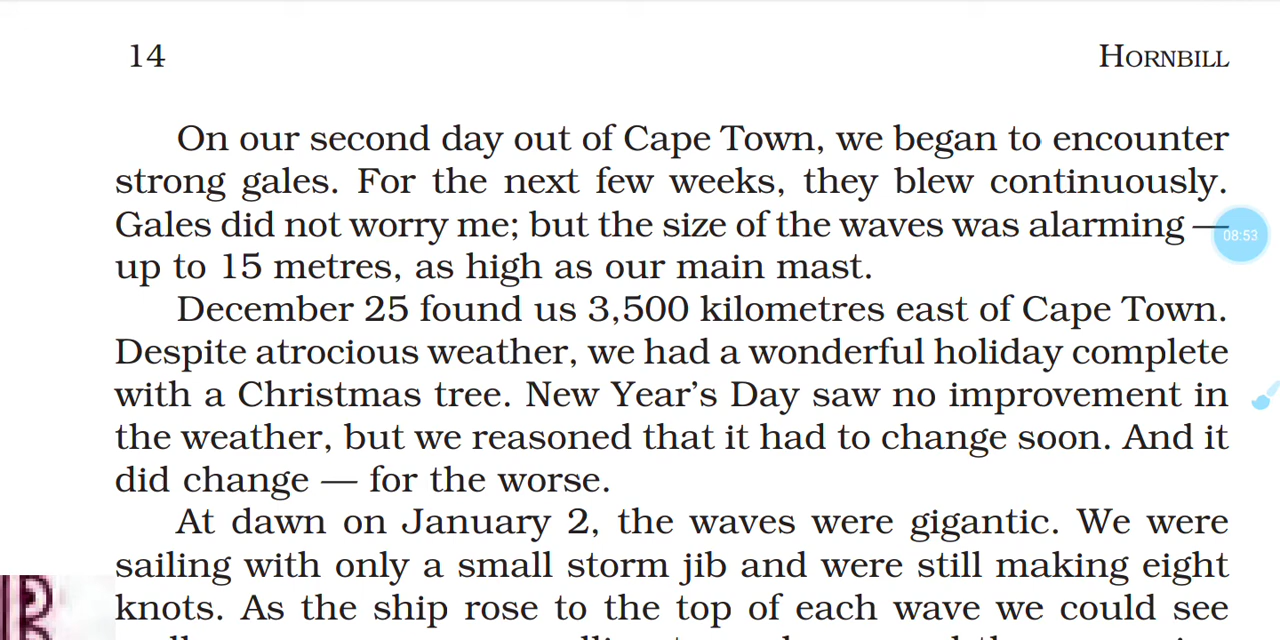 14 HORNBILL
On our second day out of Cape Town, we began to encounter
strong gales. For the next few weeks, they blew continuously.
Gales did not worry me; but the size of the waves was alarming —
08:53
up to 15 metres, as high as our main mast.
December 25 found us 3,500 kilometres east of Cape Town.
Despite atrocious weather, we had a wonderful holiday complete
with a Christmas tree. New Year's Day saw no improvement in
the weather, but we reasoned that it had to change soon. And it
did change — for the worse.
At dawn on January 2, the waves were gigantic. We were
sailing with only a small storm jib and were still making eight
knots. As the ship rose to the top of each wave we could see